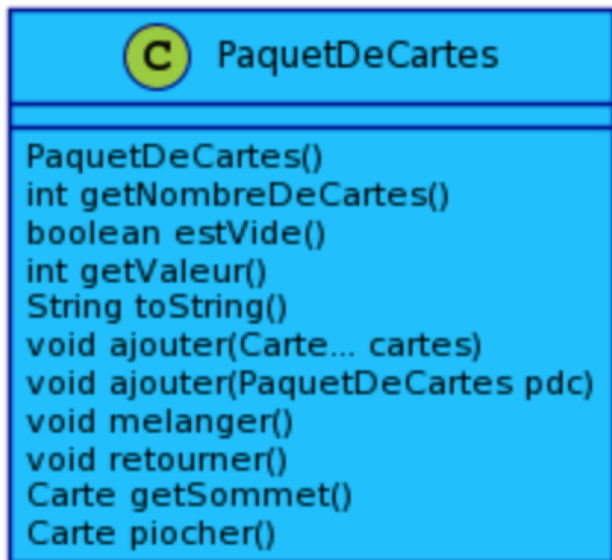 C PaquetDeCartes
PaquetDeCartes()
int getNombreDeCartes()
boolean estVide()
int getValeur()
String toString()
void ajouter(Carte... cartes)
void ajouter(PaquetDeCartes pdc)
void melanger()
void retourner()
Carte getSommet()
Carte piocher()